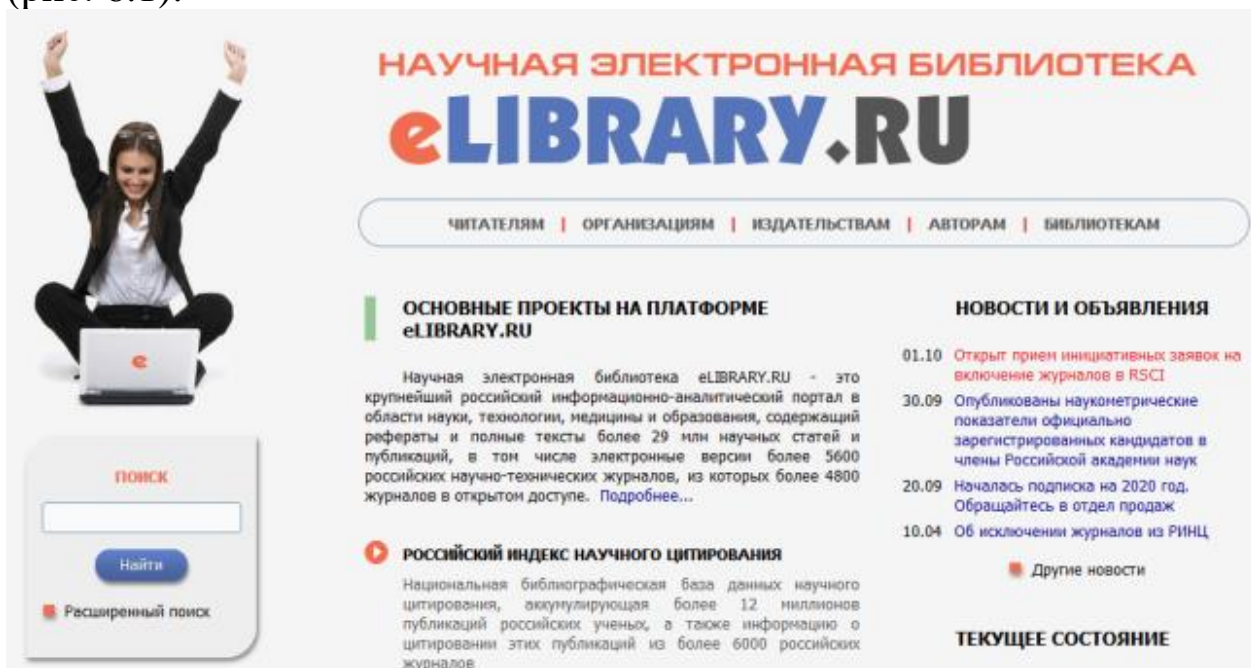 (рис. 6.1).
НАУЧНАЯ ЭЛЕКТРОННАЯ БИБЛИОТЕКА
eLIBRARY.RU
ЧИТАТЕЛЯМ | ОРГАНИЗАЦИЯМ | ИЗДАТЕЛЬСТВАМ | АВТОРАМ | БИБЛИОТЕКАМ
e
ПОИСК
Найти
Расширенный поиск
ОСНОВНЫЕ ПРОЕКТЫ НА ПЛАТФОРМЕ
eLIBRARY.RU
Научная электронная библиотека eLIBRARY.RU - это
крупнейший российский информационно-аналитический портал в
области науки, технологии, медицины и образования, содержащий
рефераты и полные тексты более 29 млн научных статей и
публикаций, в том числе электронные версии более 5600
российских научно-технических журналов, из которых более 4800
журналов в открытом доступе. Подробнее...
РОССИЙСКИЙ ИНДЕКС НАУЧНОГО ЦИТИРОВАНИЯ
Национальная библиографическая база данных научного
цитирования, аккумулирующая более 12 миллионов
публикаций российских ученых, а также информацию о
цитировании этих публикаций из более 6000 российских
журналов
НОВОСТИ И ОБЪЯВЛЕНИЯ
01.10 Открыт прием инициативных заявок на
включение журналов в RSCI
30.09 Опубликованы наукометрические
показатели официально
зарегистрированных кандидатов в
члены Российской академии наук
20.09 Началась подписка на 2020 год.
Обращайтесь в отдел продаж
10.04 Об исключении журналов из РИНЦ
Другие новости
ТЕКУЩЕЕ СОСТОЯНИЕ